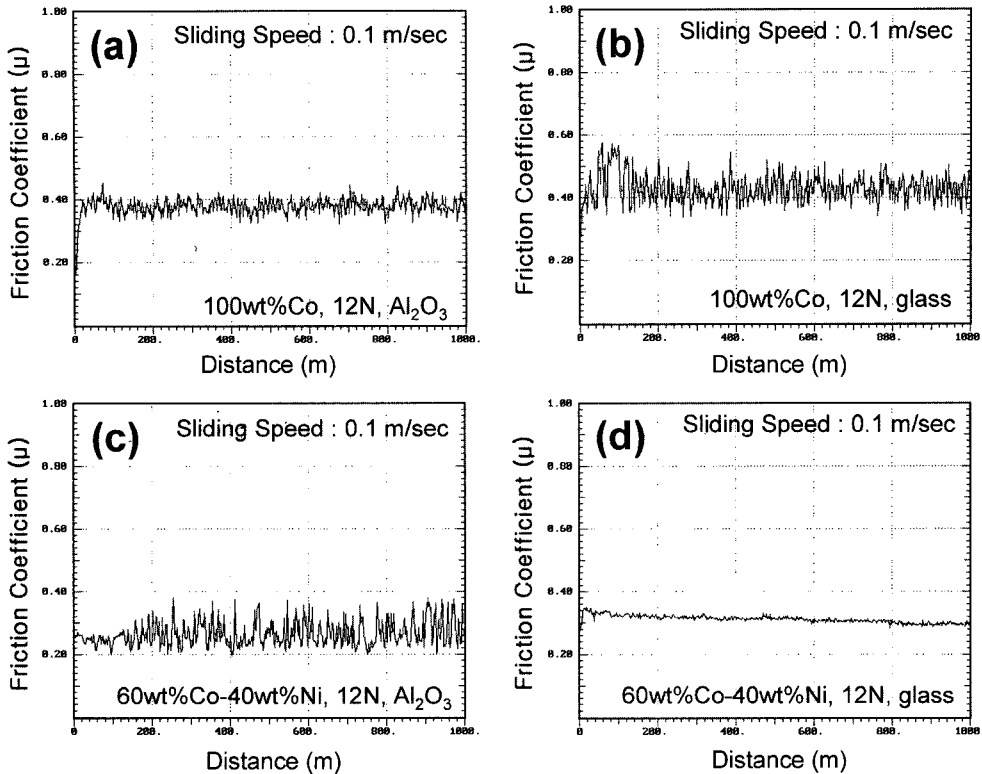 (a)
Sliding Speed : 0.1 m/sec
Friction Coefficient (μ)
1.00
0.80
0.60
0.40
0.20
100wt%Co, 12N, Al₂O₃
0 200. 400. 600. 800. 1000.
Distance (m)
(b)
Sliding Speed : 0.1 m/sec
Friction Coefficient (μ)
1.00
0.80
0.60
0.40
0.20
100wt%Co, 12N, glass
0 200. 400. 600. 800. 1000.
Distance (m)
(c)
Sliding Speed : 0.1 m/sec
Friction Coefficient (μ)
1.00
0.80
0.60
0.40
0.20
60wt%Co-40wt%Ni, 12N, Al₂O₃
0 200. 400. 600. 800. 1000.
Distance (m)
(d)
Sliding Speed : 0.1 m/sec
Friction Coefficient (μ)
1.00
0.80
0.60
0.40
0.20
60wt%Co-40wt%Ni, 12N, glass
0 200. 400. 600. 800. 1000.
Distance (m)